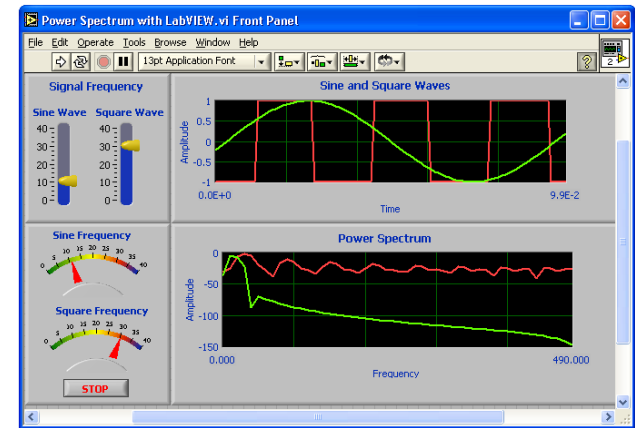 Power Spectrum with LabVIEW.vi Front Panel
File Edit Operate Tools Browse Window Help
13pt Application Font
2
Signal Frequency
Sine Wave Square Wave
40 40
30 30
20 20
10 10
0 0
Sine and Square Waves
Amplitude
1
0.5
0
-0.5
-1
0.0E+0 9.9E-2
Time
Sine Frequency
0 5 10 15 20 25 30 35 40
Square Frequency
0 5 10 15 20 25 30 35 40
STOP
Power Spectrum
Amplitude
0
-50
-100
-150
0.000 490.000
Frequency